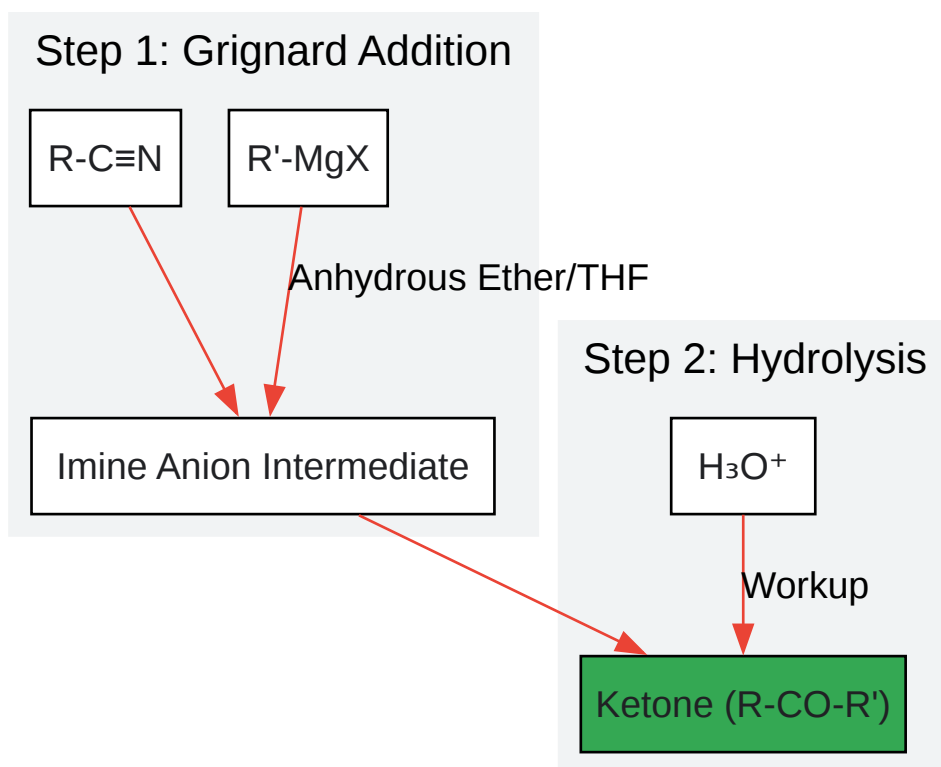 Step 1: Grignard Addition
R-C≡N
R'-MgX
Anhydrous Ether/THF
Imine Anion Intermediate
Step 2: Hydrolysis
H₃O⁺
Workup
Ketone (R-CO-R')